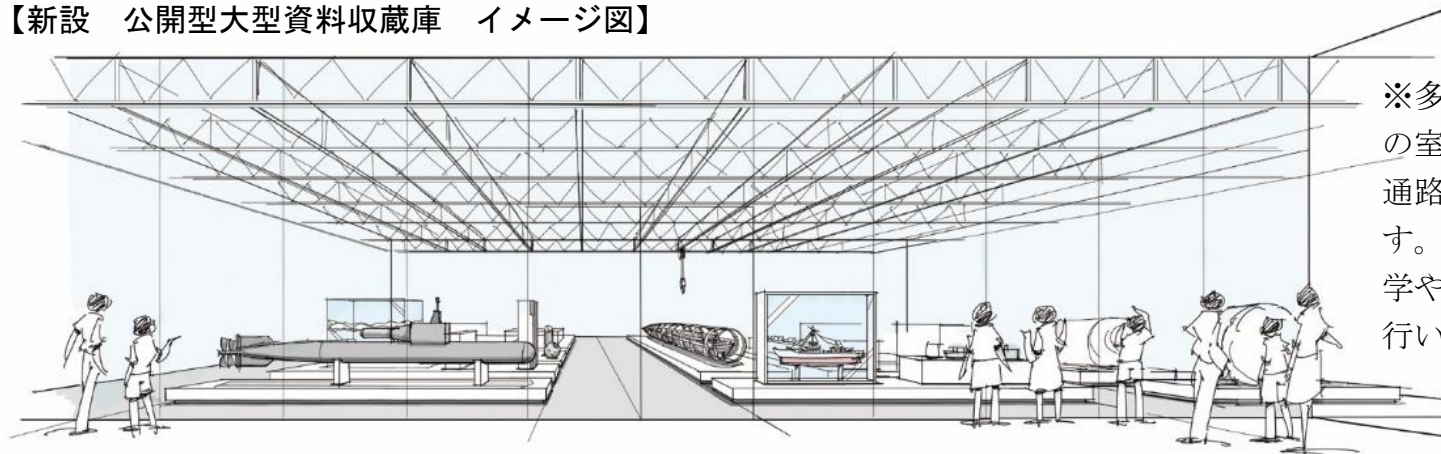 【新設　公開型大型資料収蔵庫　イメージ図】
※多
の室
通路
す。
学や
行い